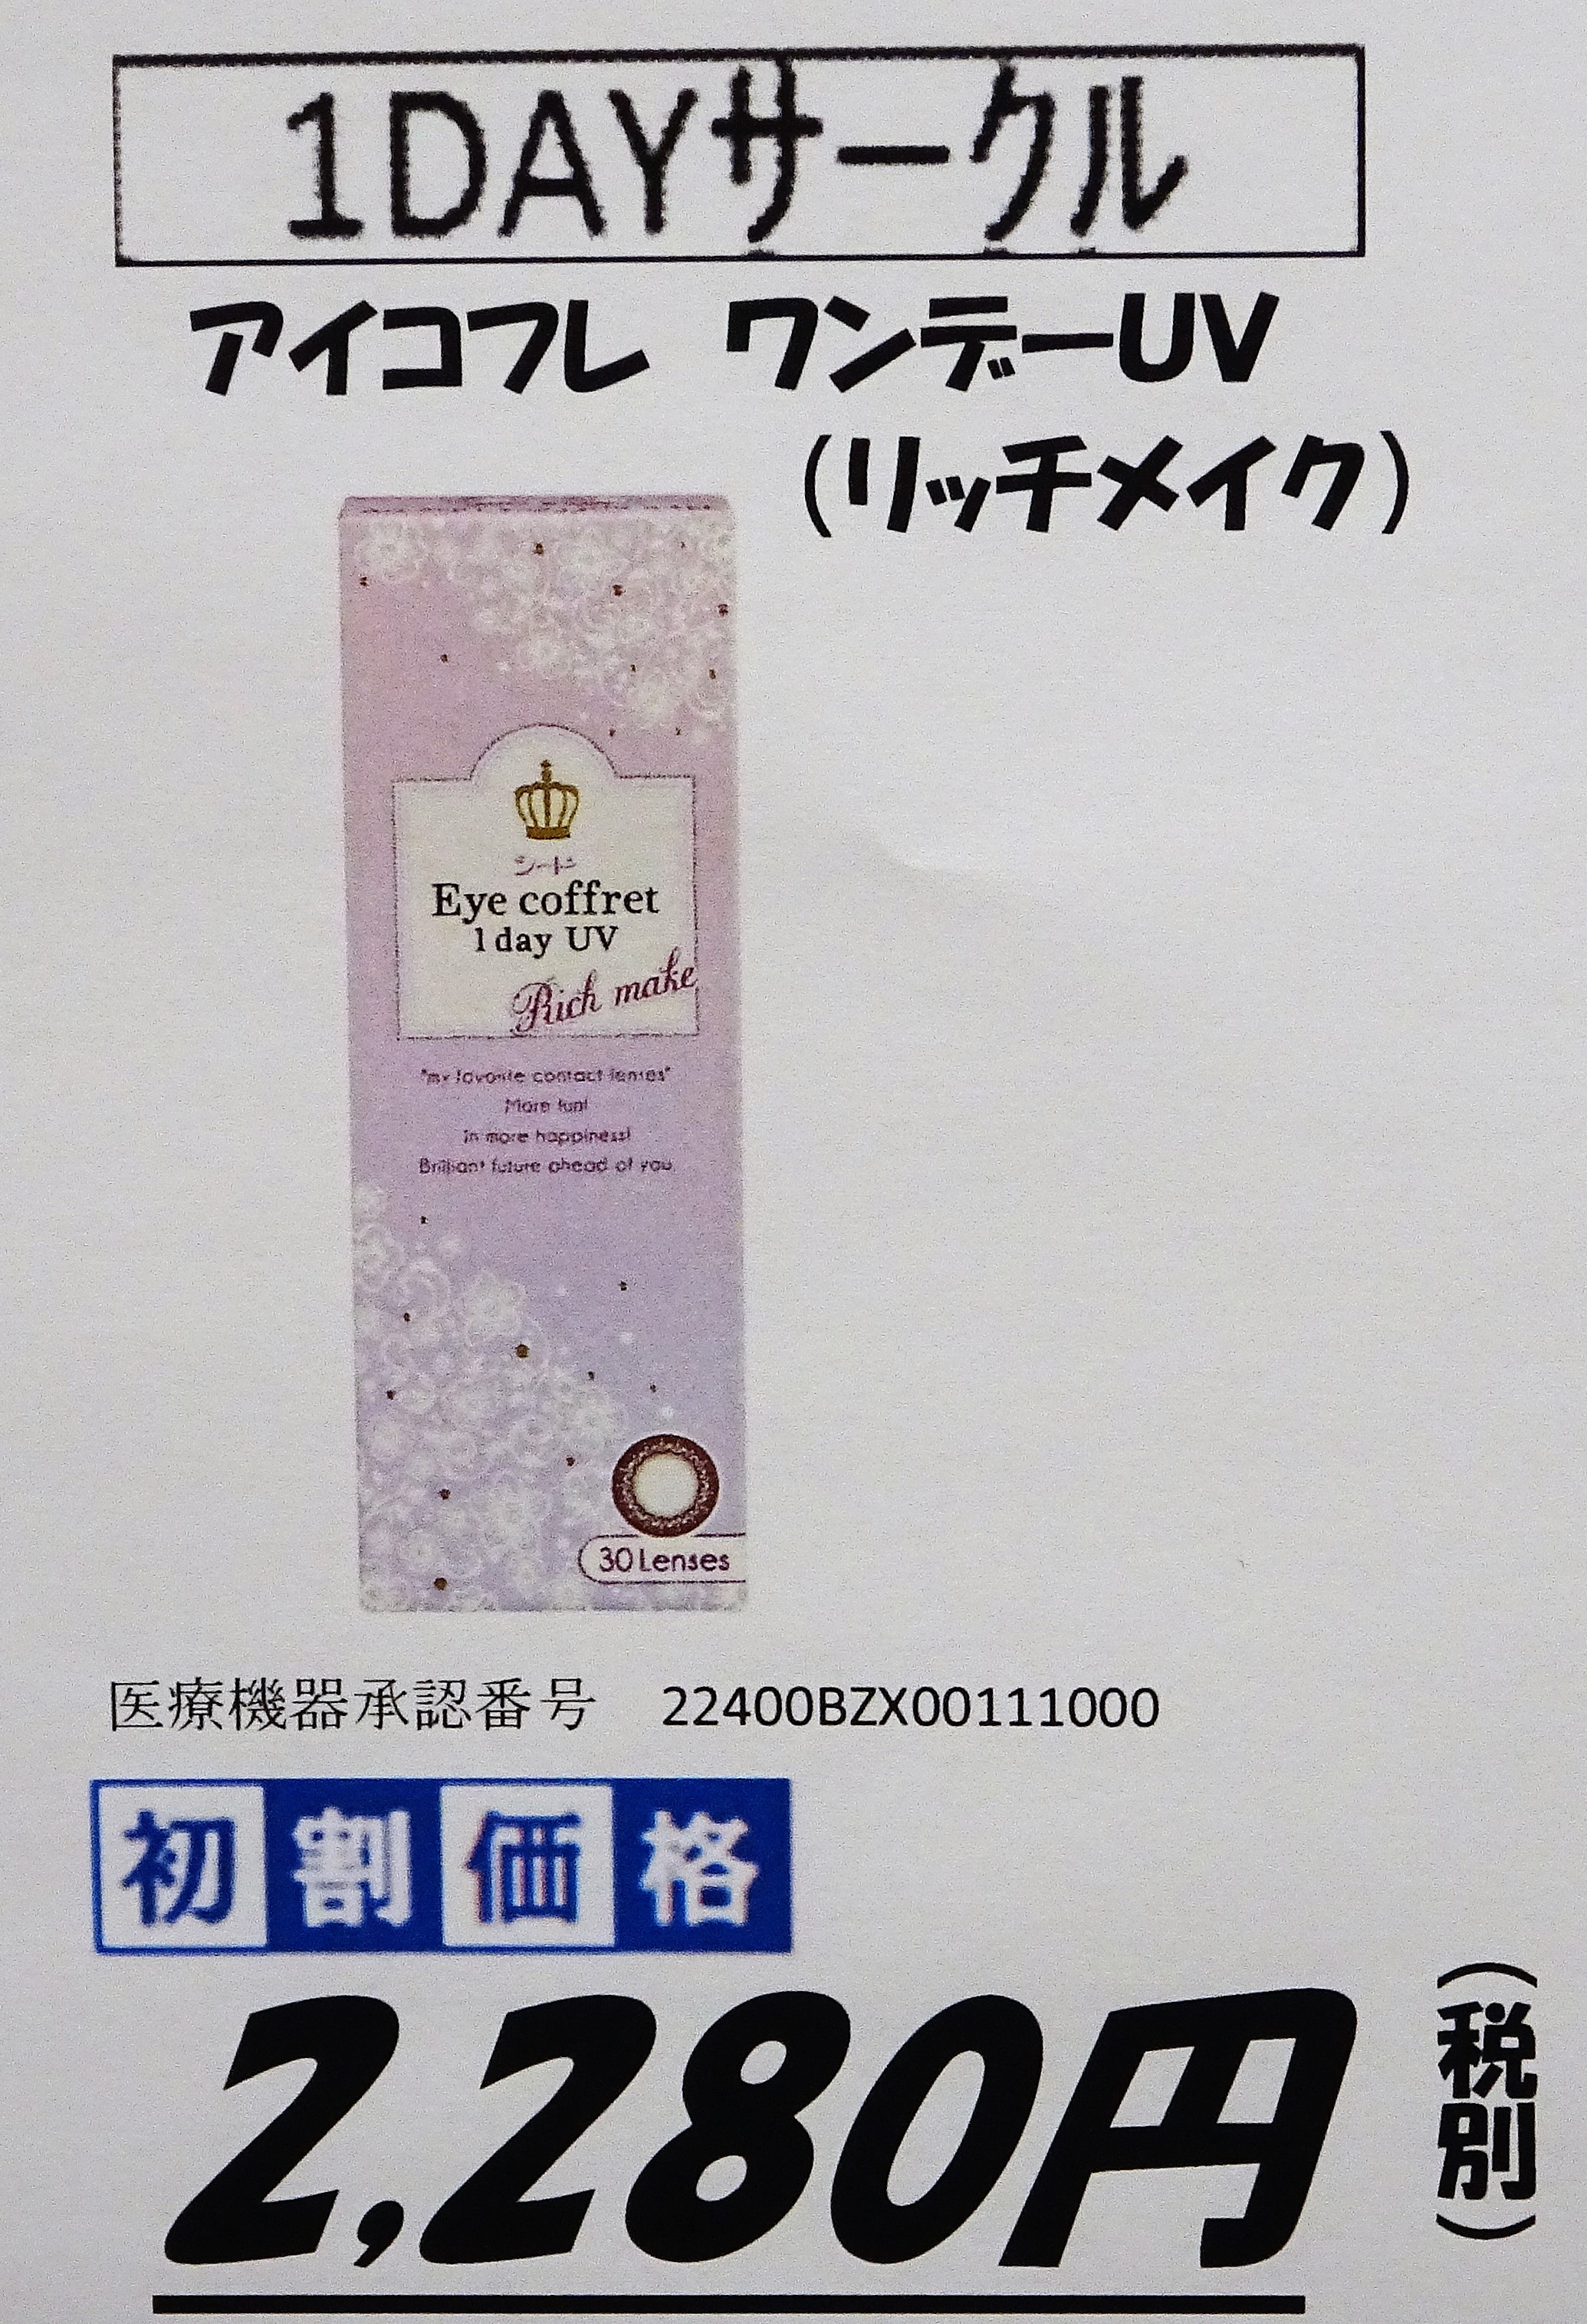 1DAYサークル
アイコフレ ワンデーUV
(リッチメイク)
シード
Eye coffret
1day UV
Rich make
"my favorite contact lenses"
More fun!
In more happiness!
Brilliant future ahead of you.
30 Lenses
医療機器承認番号 22400BZX00111000
初割価格
2,280円
(税別)